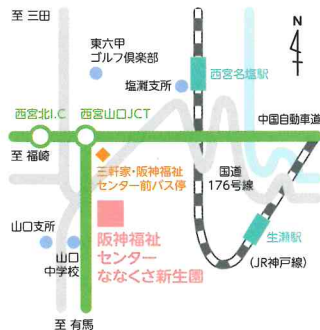 至 三田
N
東六甲
ゴルフ倶楽部
塩瀬支所
西宮名塩駅
西宮北I.C
西宮山口JCT
中国自動車道
至 福崎
三軒家・阪神福祉
センター前バス停
国道
176号線
山口支所
山口
中学校
阪神福祉
センター
ななくさ新生園
生瀬駅
(JR神戸線)
至 有馬